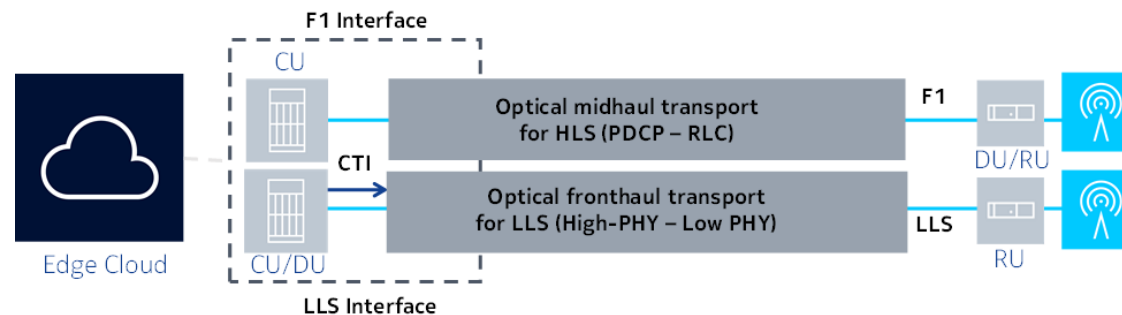 F1 Interface
CU
Optical midhaul transport
for HLS (PDCP – RLC)
F1
DU/RU
CTI
Optical fronthaul transport
for LLS (High-PHY – Low PHY)
LLS
RU
Edge Cloud
CU/DU
LLS Interface